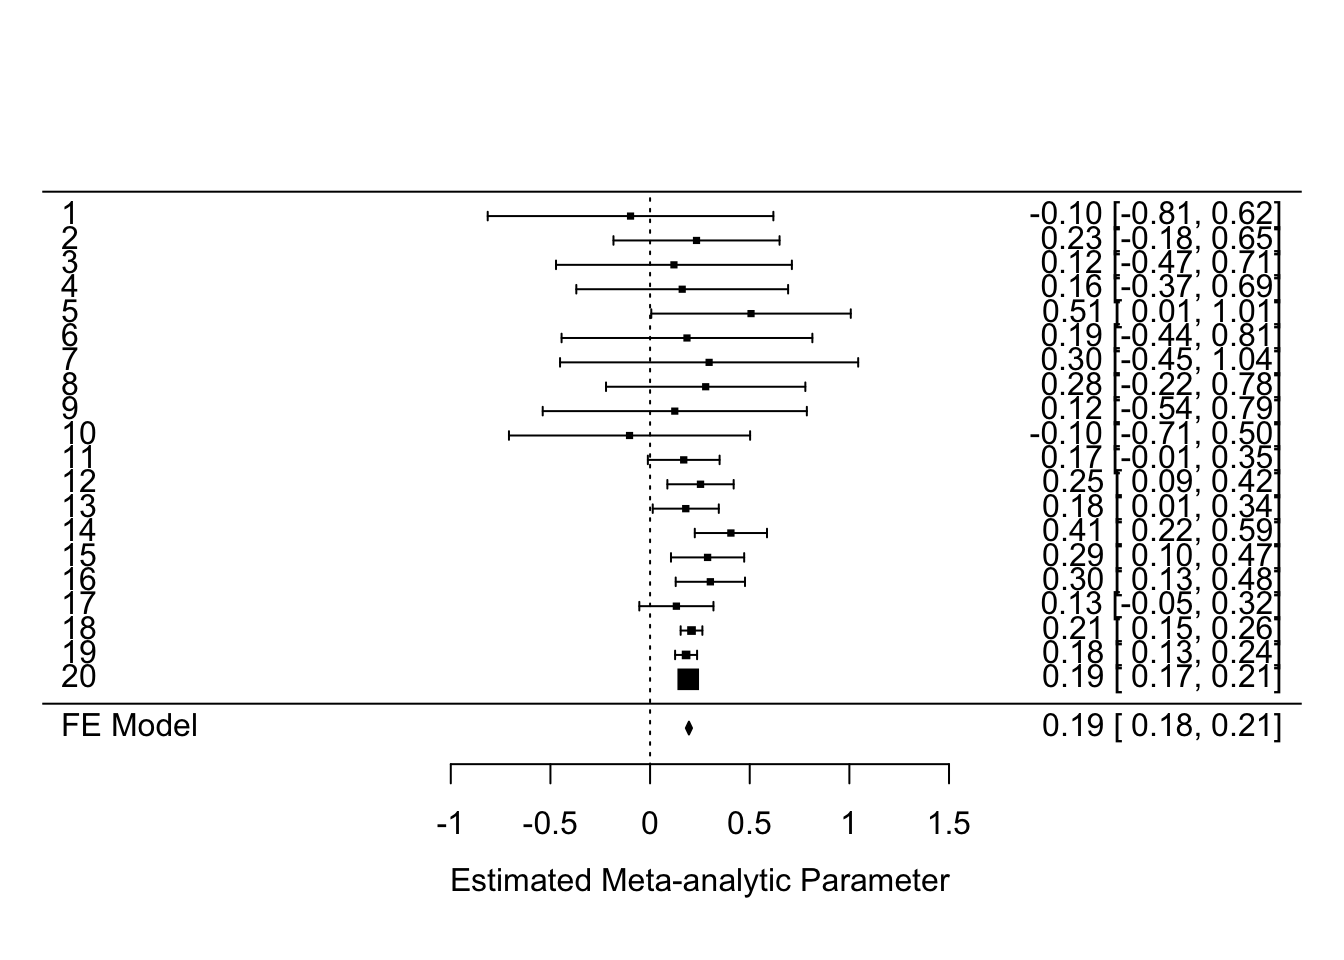 1 -0.10 [-0.81, 0.62]
2 0.23 [-0.18, 0.65]
3 0.12 [-0.47, 0.71]
4 0.16 [-0.37, 0.69]
5 0.51 [ 0.01, 1.01]
6 0.19 [-0.44, 0.81]
7 0.30 [-0.45, 1.04]
8 0.28 [-0.22, 0.78]
9 0.12 [-0.54, 0.79]
10 -0.10 [-0.71, 0.50]
11 0.17 [-0.01, 0.35]
12 0.25 [ 0.09, 0.42]
13 0.18 [ 0.01, 0.34]
14 0.41 [ 0.22, 0.59]
15 0.29 [ 0.10, 0.47]
16 0.30 [ 0.13, 0.48]
17 0.13 [-0.05, 0.32]
18 0.21 [ 0.15, 0.26]
19 0.18 [ 0.13, 0.24]
20 0.19 [ 0.17, 0.21]
FE Model 0.19 [ 0.18, 0.21]
-1 -0.5 0 0.5 1 1.5
Estimated Meta-analytic Parameter